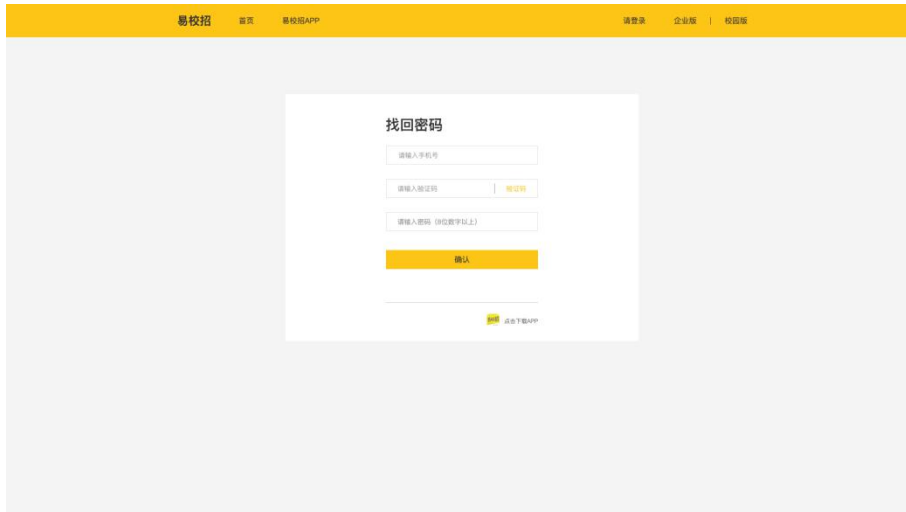 易校招 首页 易校招APP 请登录 企业版 | 校园版
找回密码
请输入手机号
请输入验证码 | 验证码
请输入密码（8位数字以上）
确认
点击下载APP